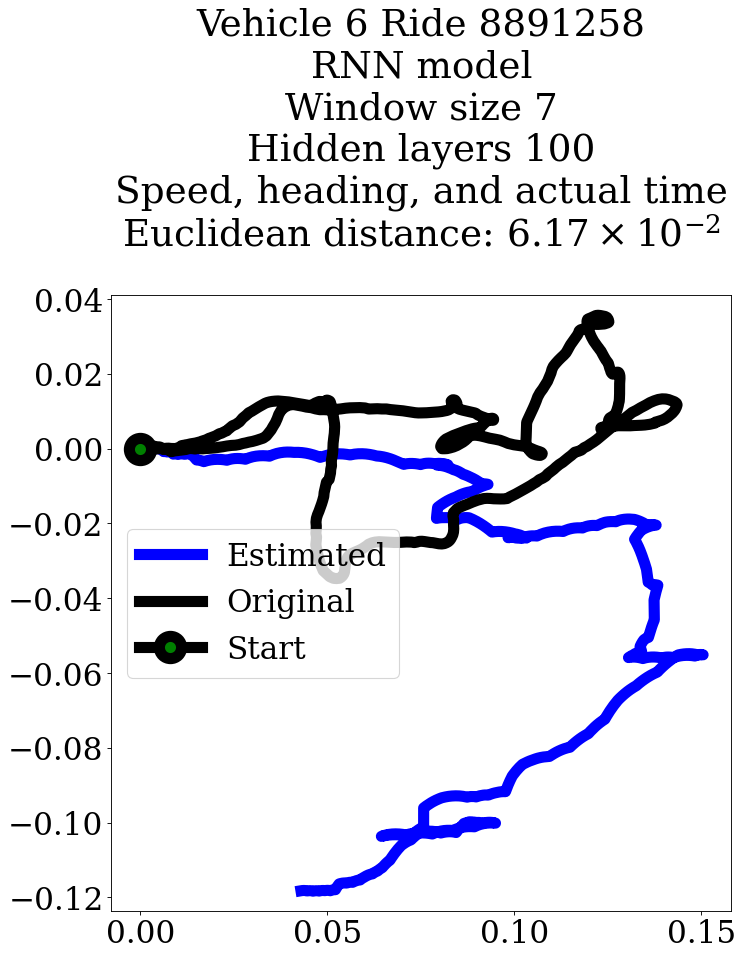 Vehicle 6 Ride 8891258
RNN model
Window size 7
Hidden layers 100
Speed, heading, and actual time
Euclidean distance: 6.17 × 10⁻²
0.04
0.02
0.00
−0.02
−0.04
−0.06
−0.08
−0.10
−0.12
Estimated
Original
Start
0.00 0.05 0.10 0.15